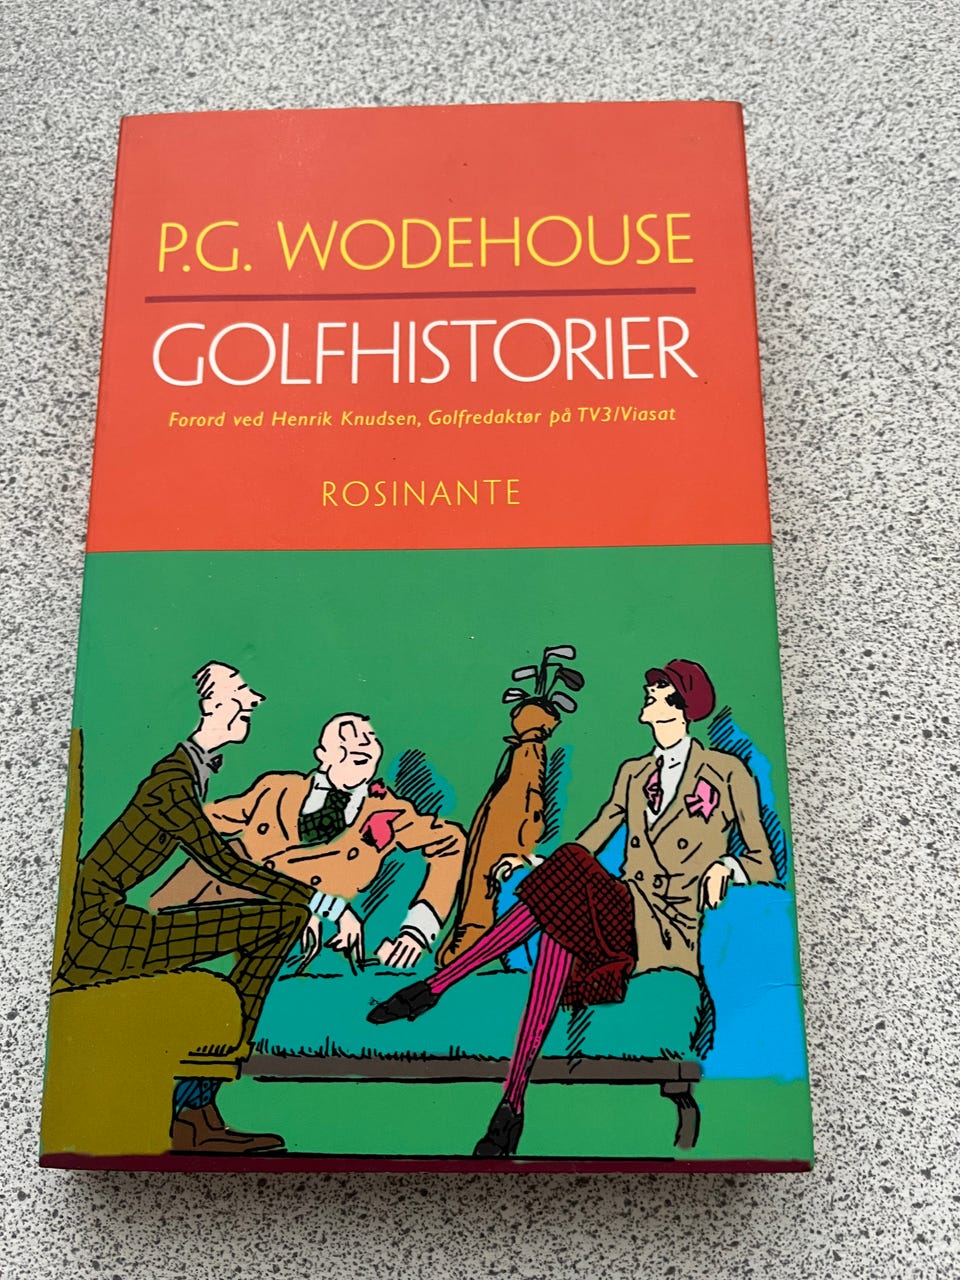 P.G. WODEHOUSE
GOLFHISTORIER
Forord ved Henrik Knudsen, Golfredaktør på TV3/Viasat
ROSINANTE